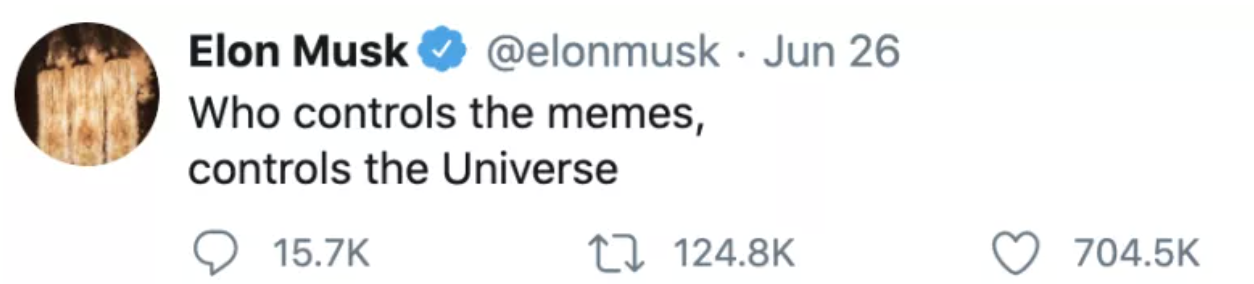 Elon Musk @elonmusk · Jun 26
Who controls the memes,
controls the Universe
15.7K 124.8K 704.5K